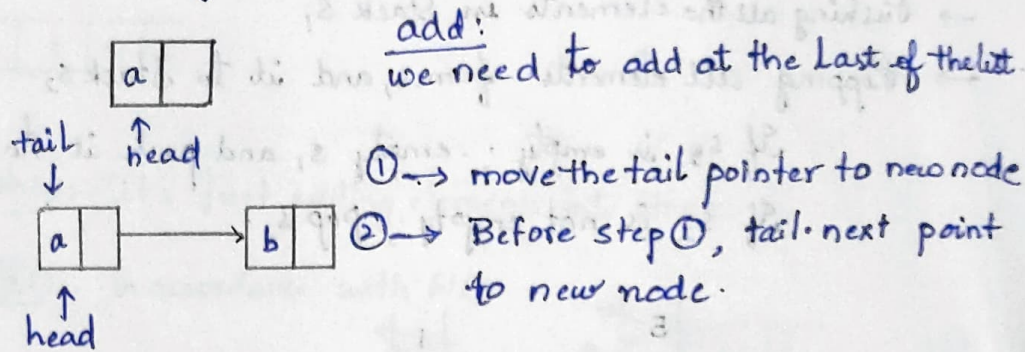 add:
we need to add at the Last of the list
a
head
tail
① → move the tail pointer to new node
a
b
② → Before step ①, tail.next point
to new node.
head